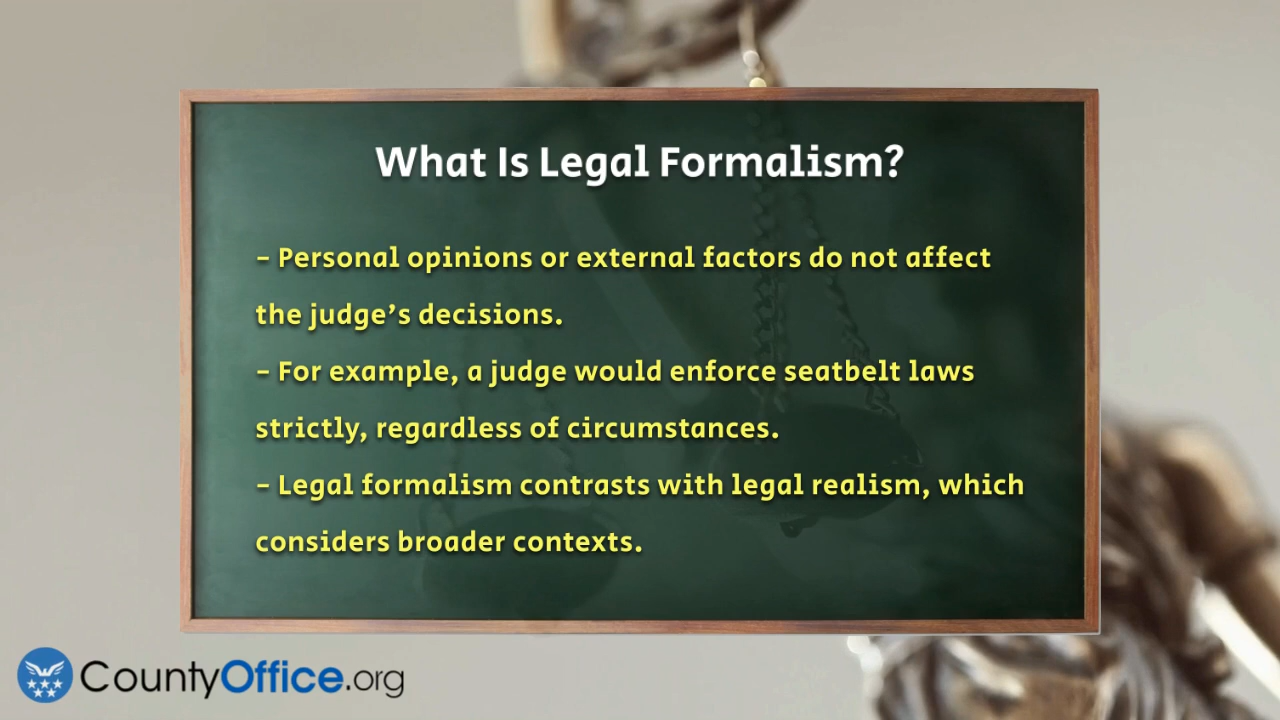 What Is Legal Formalism?
– Personal opinions or external factors do not affect
the judge’s decisions.
– For example, a judge would enforce seatbelt laws
strictly, regardless of circumstances.
– Legal formalism contrasts with legal realism, which
considers broader contexts.
CountyOffice.org